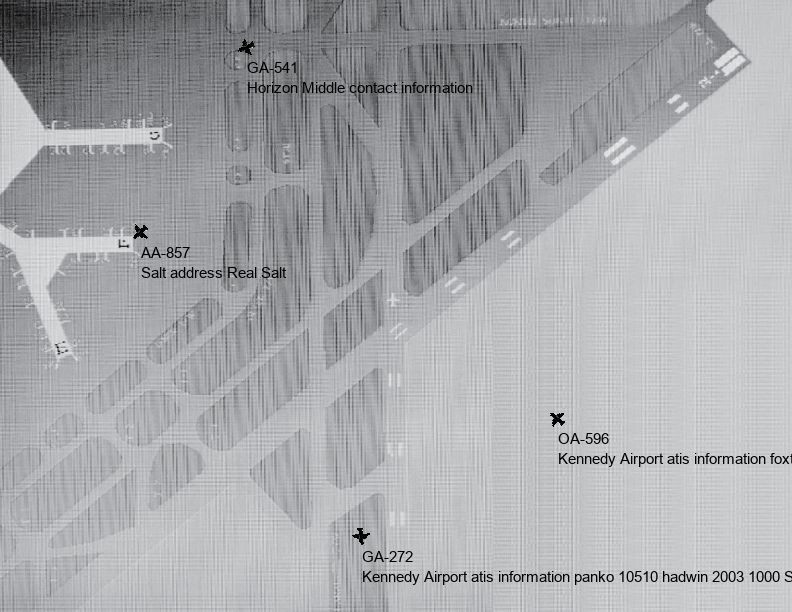 GA-541
Horizon Middle contact information
G
AA-857
Salt address Real Salt
F
OA-596
Kennedy Airport atis information foxt
GA-272
Kennedy Airport atis information panko 10510 hadwin 2003 1000 S